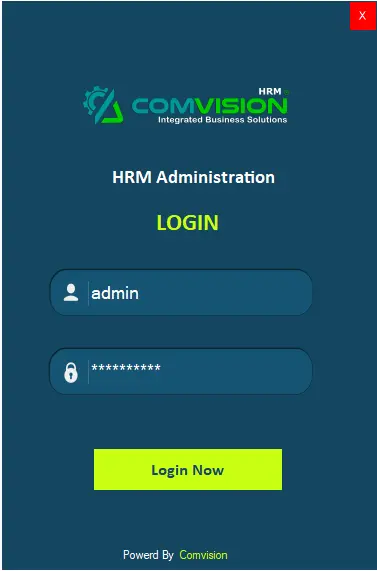 X
HRM
COMVISION
Integrated Business Solutions
HRM Administration
LOGIN
admin
**********
Login Now
Powerd By Comvision